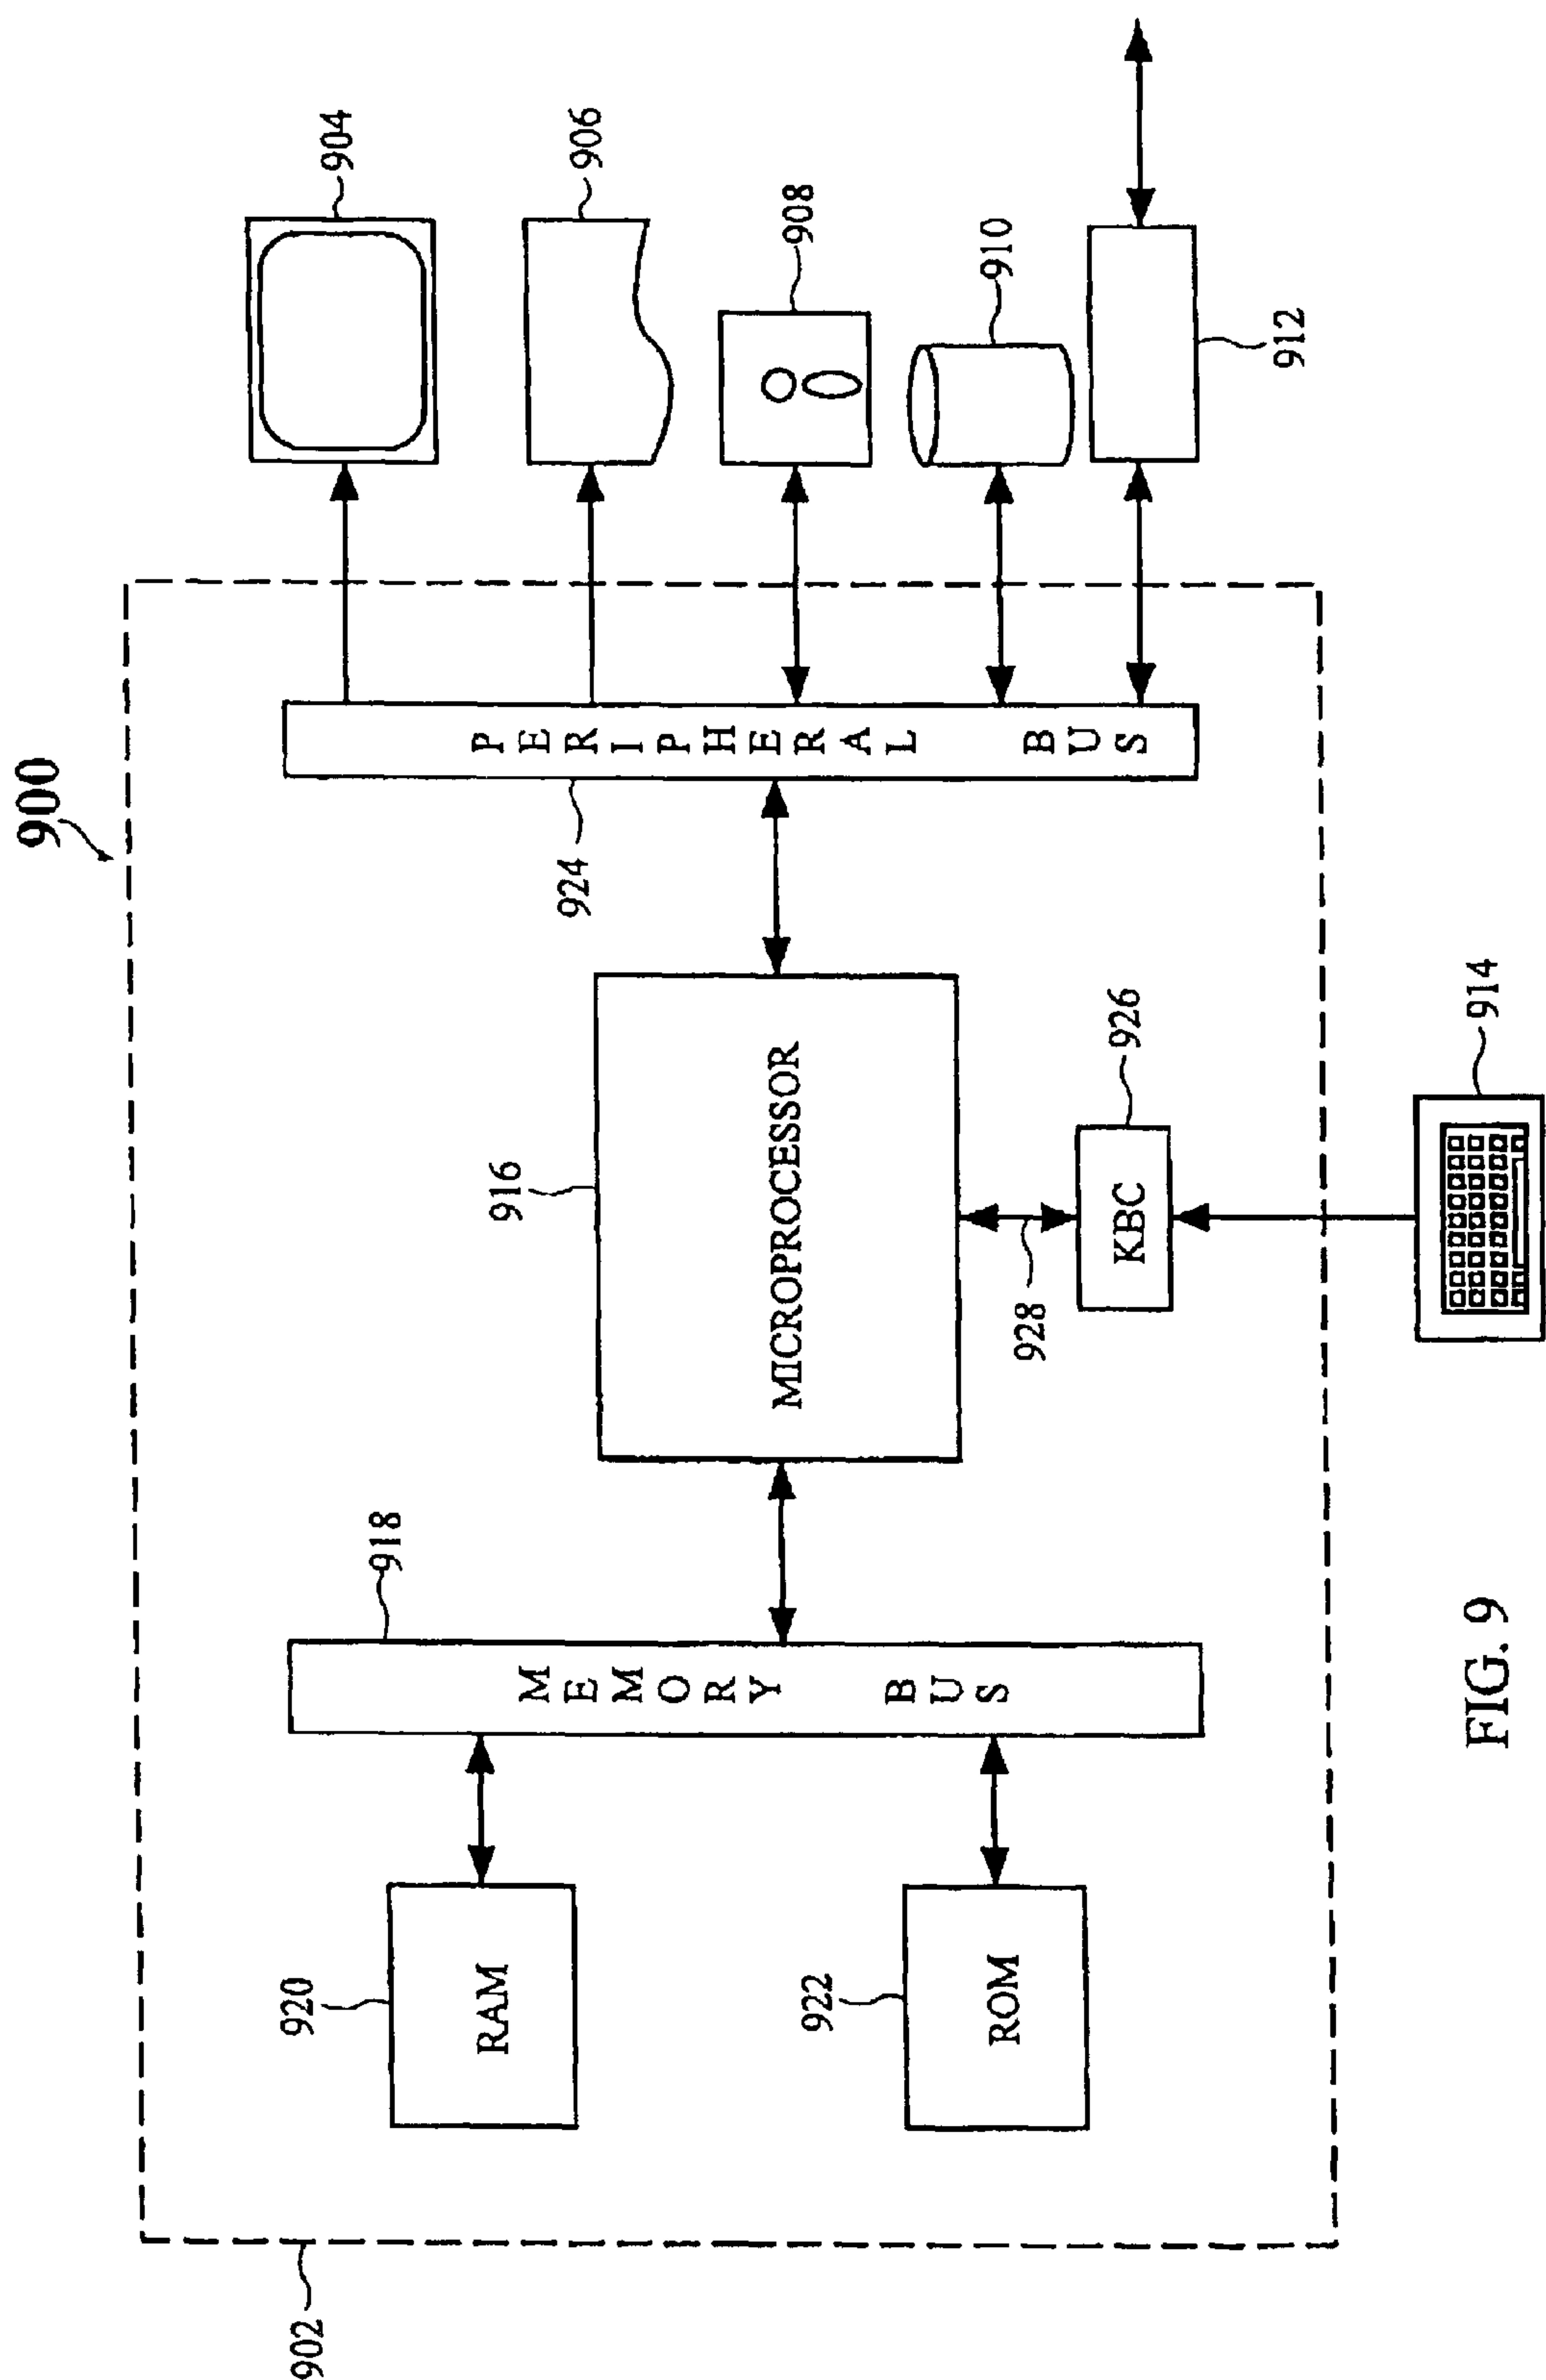 900
902
920
RAM
922
ROM
918
MEMORY BUS
916
MICROPROCESSOR
928
KBC
926
924
PERIPHERAL BUS
904
906
908
910
912
914
FIG. 9